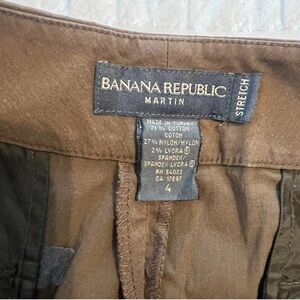 BANANA REPUBLIC
MARTIN
STRETCH
MADE IN
71% COTTON/
COTON
27% NYLON/NYLON
2% LYCRA®
SPANDEX/
SPANDEX LYCRA®
RN 54023
CA 17897
4